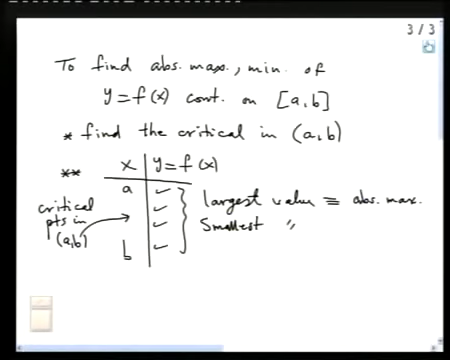 3/3
To find abs. max., min. of
y=f(x) cont. on [a,b]
* find the critical in (a,b)
** x y=f(x)
a ✓ largest value = abs. max.
critical pts in (a,b) ✓ smallest "
✓
b ✓